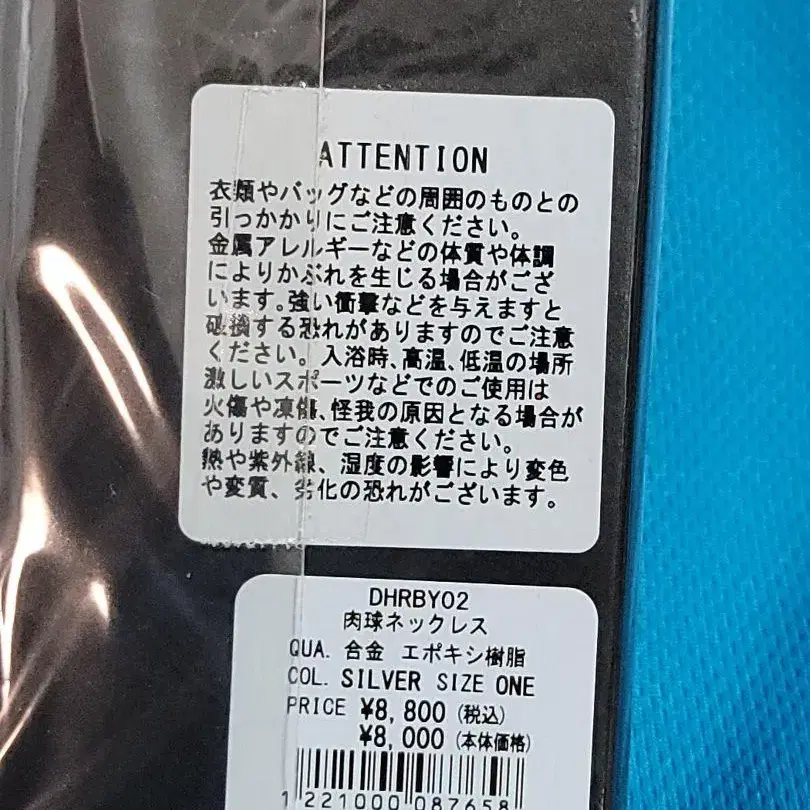 ATTENTION
衣類やバッグなどの周囲のものとの
引っかかりにご注意ください。
金属アレルギーなどの体質や体調
によりかぶれを生じる場合がござ
います。強い衝撃などを与えますと
破損する恐れがありますのでご注意
ください。入浴時、高温、低温の場所
激しいスポーツなどでのご使用は
火傷や凍傷、怪我の原因となる場合が
ありますのでご注意ください。
熱や紫外線、湿度の影響により変色
や変質、劣化の恐れがございます。
DHRBY02
肉球ネックレス
QUA. 合金 エポキシ樹脂
COL. SILVER SIZE ONE
PRICE ¥8,800 (税込)
¥8,000 (本体価格)
1 221000 087658